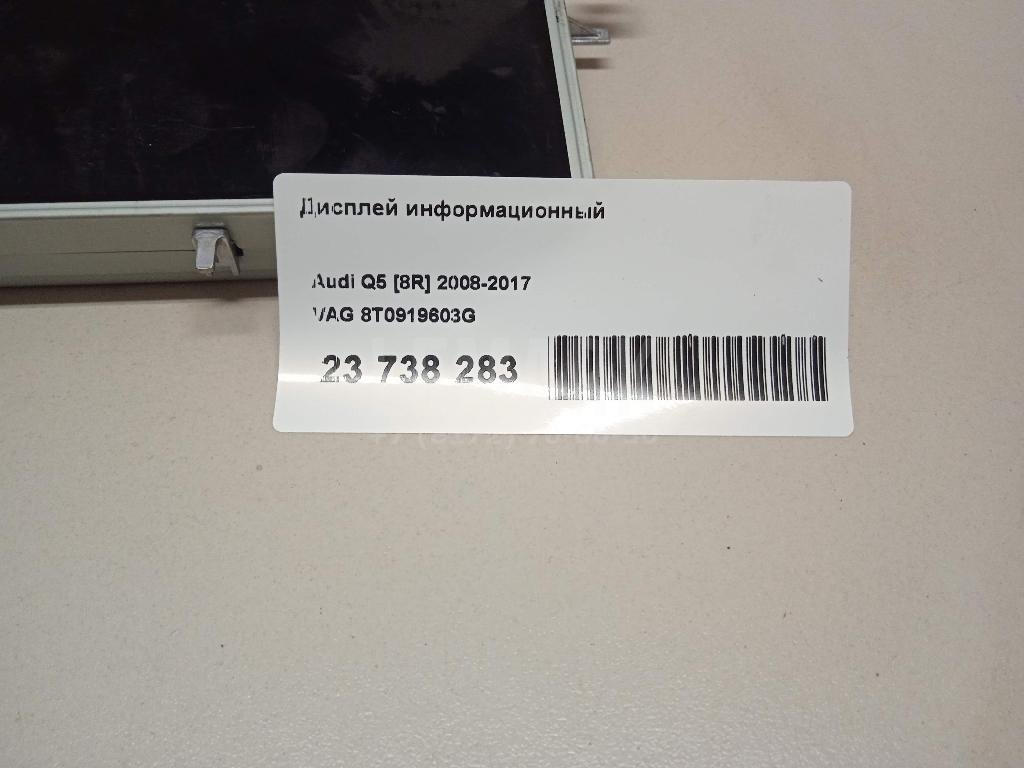 Дисплей информационный
Audi Q5 [8R] 2008-2017
VAG 8T0919603G
23 738 283